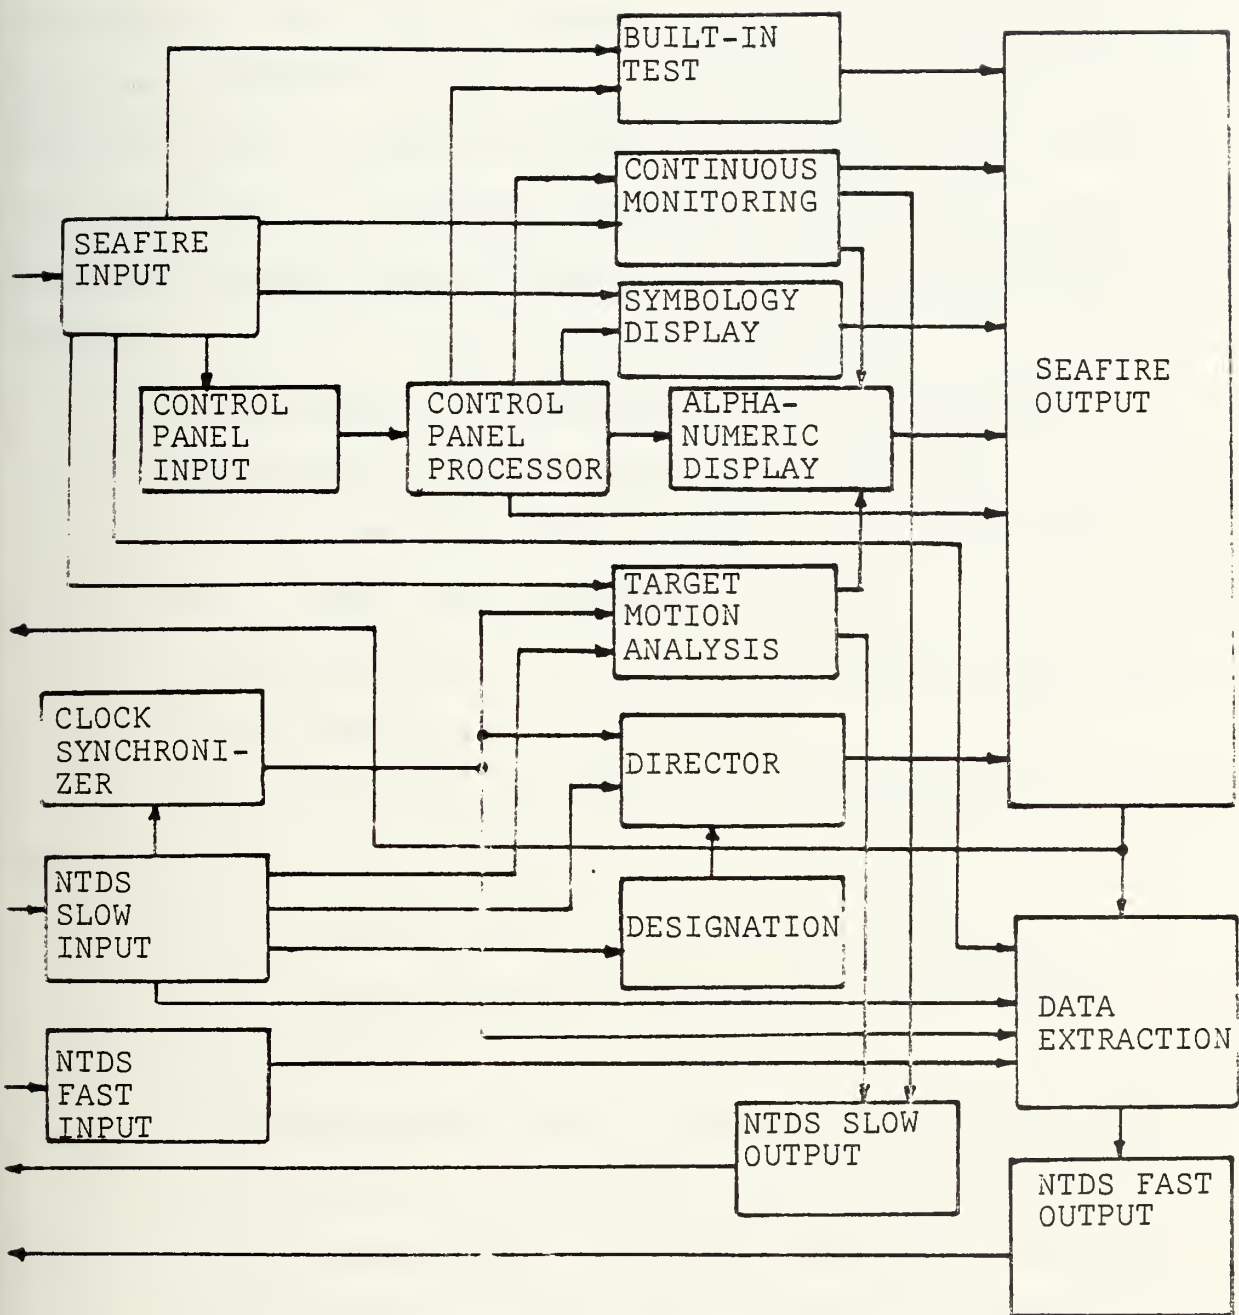 BUILT-IN
TEST
CONTINUOUS
MONITORING
SEAFIRE
INPUT
SYMBOLOGY
DISPLAY
SEAFIRE
OUTPUT
CONTROL
PANEL
INPUT
CONTROL
PANEL
PROCESSOR
ALPHA-
NUMERIC
DISPLAY
TARGET
MOTION
ANALYSIS
CLOCK
SYNCHRONI-
ZER
DIRECTOR
NTDS
SLOW
INPUT
DESIGNATION
DATA
EXTRACTION
NTDS
FAST
INPUT
NTDS SLOW
OUTPUT
NTDS FAST
OUTPUT